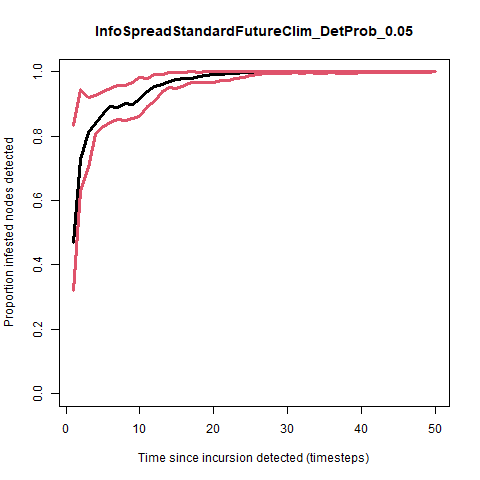 InfoSpreadStandardFutureClim_DetProb_0.05
Proportion infested nodes detected
1.0
0.8
0.6
0.4
0.2
0.0
0 10 20 30 40 50
Time since incursion detected (timesteps)